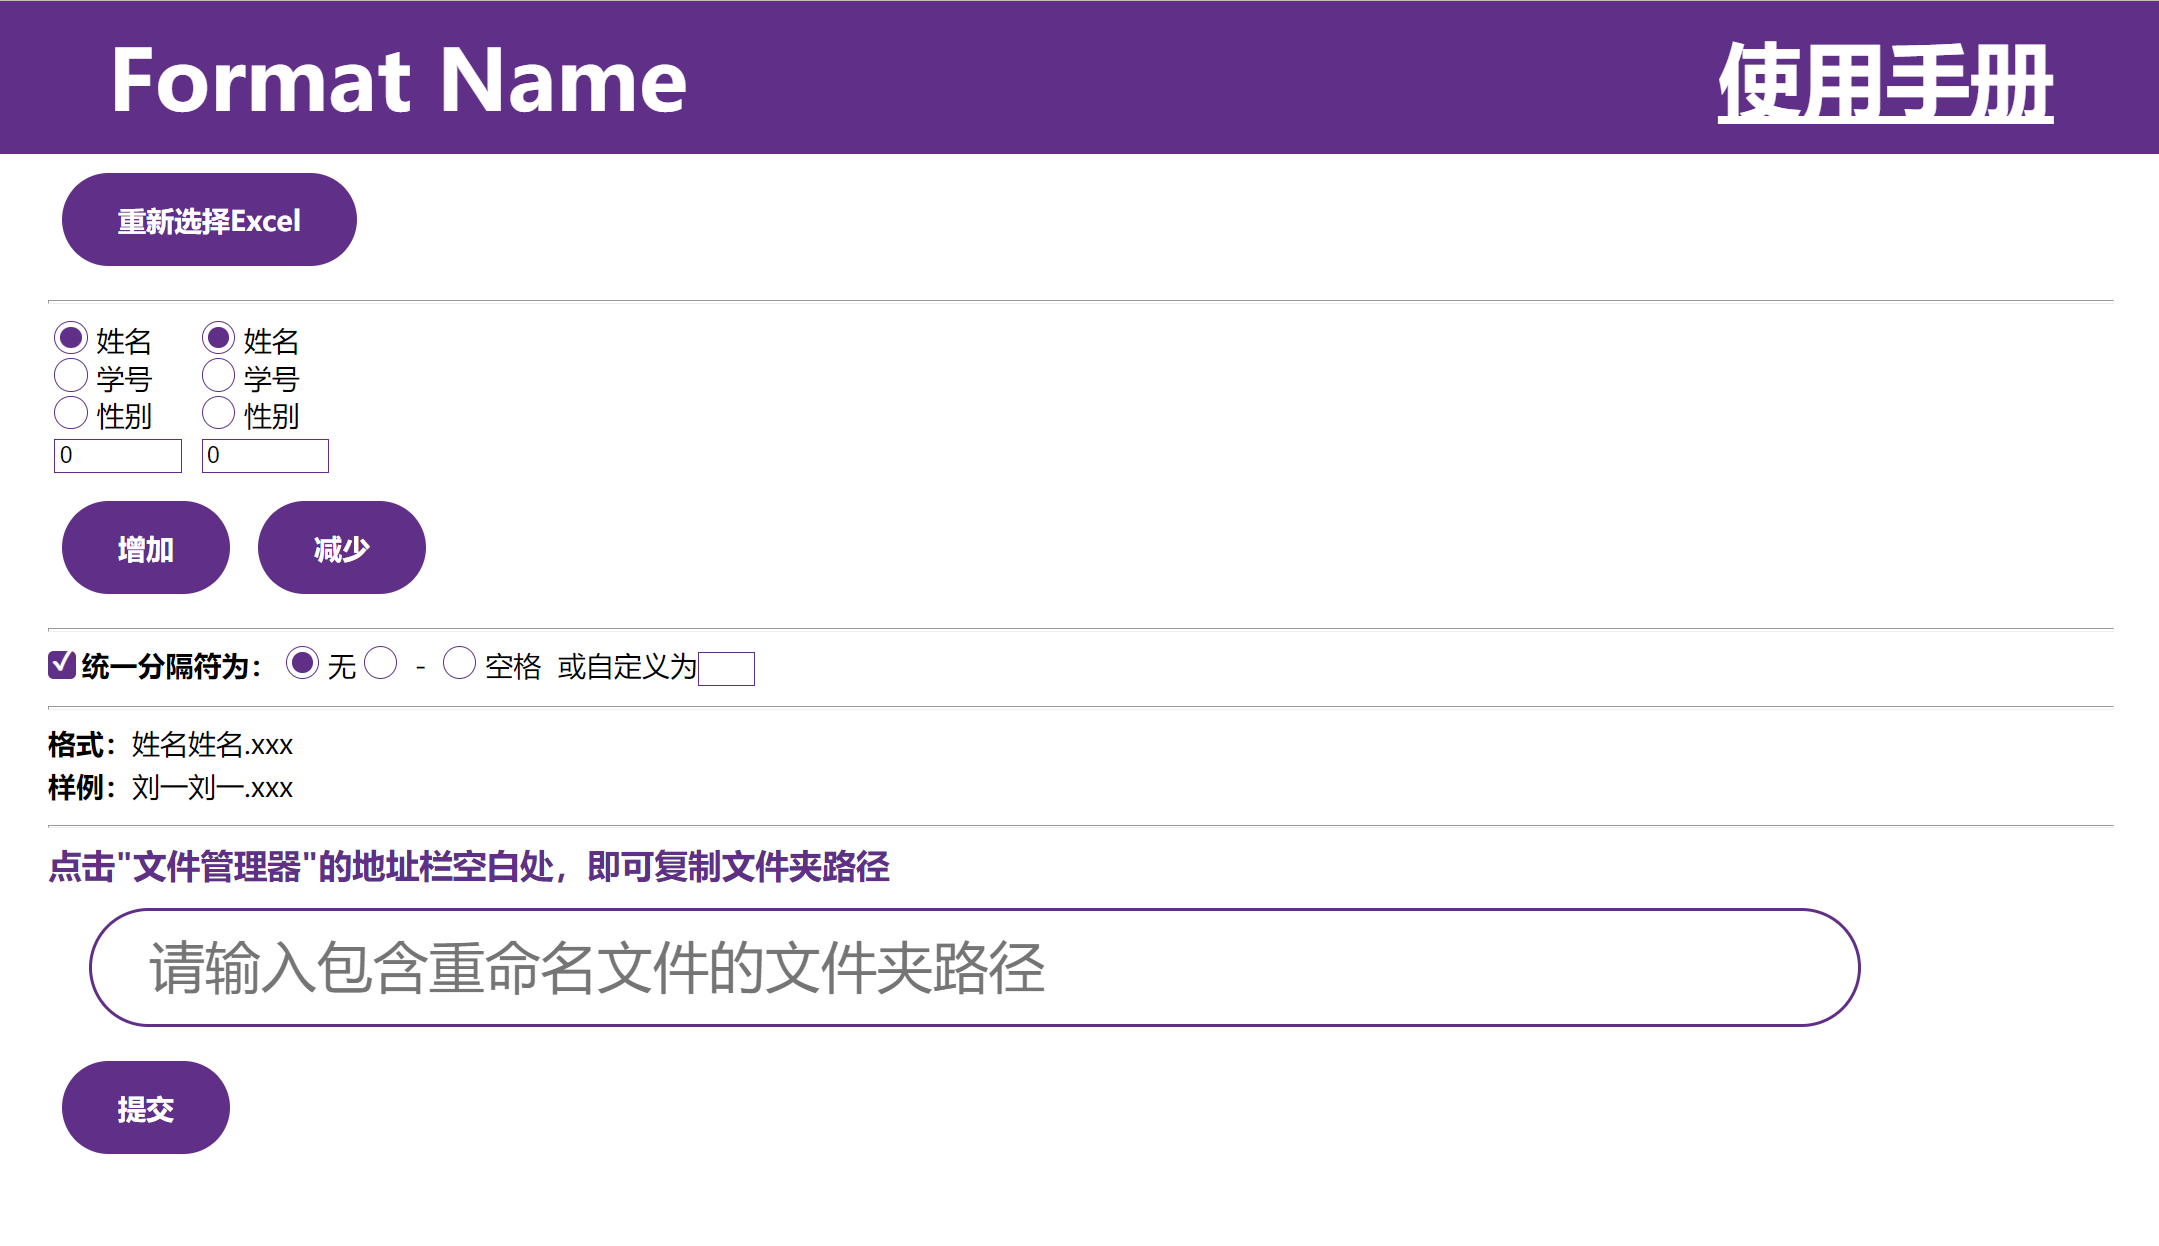 Format Name 使用手册
重新选择Excel
姓名 姓名
学号 学号
性别 性别
0 0
增加 减少
统一分隔符为： 无 - 空格 或自定义为
格式：姓名姓名.xxx
样例：刘一刘一.xxx
点击"文件管理器"的地址栏空白处，即可复制文件夹路径
请输入包含重命名文件的文件夹路径
提交